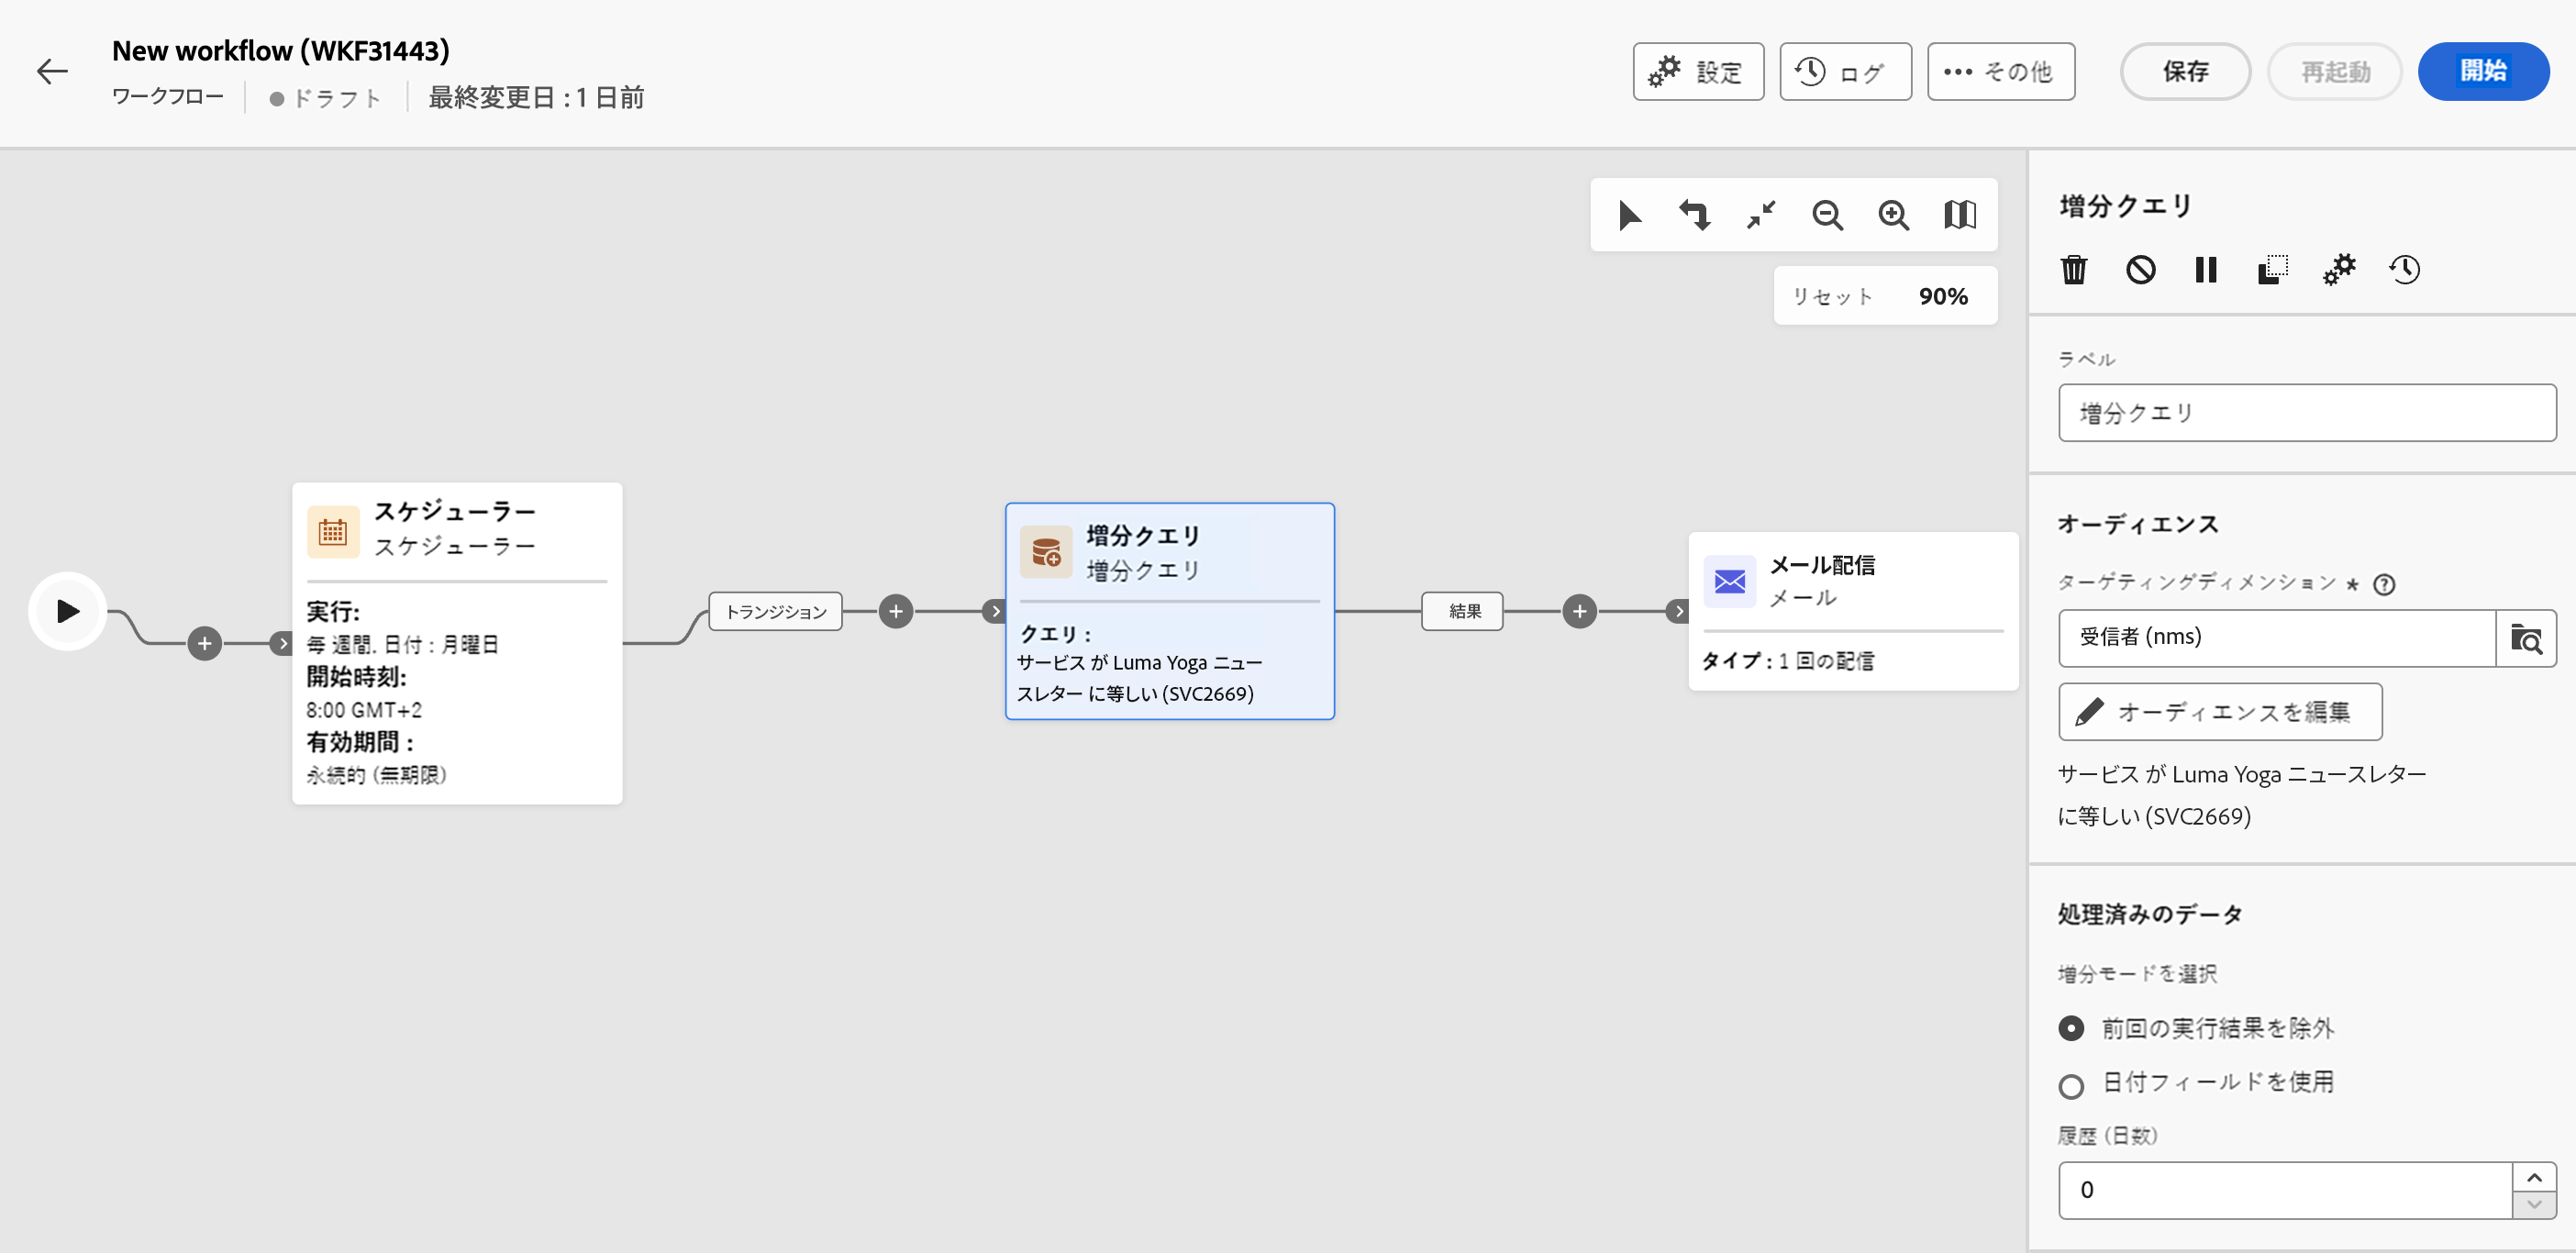 New workflow (WKF31443)
ワークフロー
ドラフト
最終変更日 : 1 日前
設定
ログ
その他
保存
再起動
開始
リセット 90%
スケジューラー
スケジューラー
実行:
毎 週間. 日付 : 月曜日
開始時刻:
8:00 GMT+2
有効期間 :
永続的 (無期限)
トランジション
増分クエリ
増分クエリ
クエリ :
サービス が Luma Yoga ニュー
スレター に等しい (SVC2669)
結果
メール配信
メール
タイプ : 1 回の配信
増分クエリ
ラベル
増分クエリ
オーディエンス
ターゲティングディメンション *
受信者 (nms)
オーディエンスを編集
サービス が Luma Yoga ニュースレター
に等しい (SVC2669)
処理済みのデータ
増分モードを選択
前回の実行結果を除外
日付フィールドを使用
履歴 (日数)
0